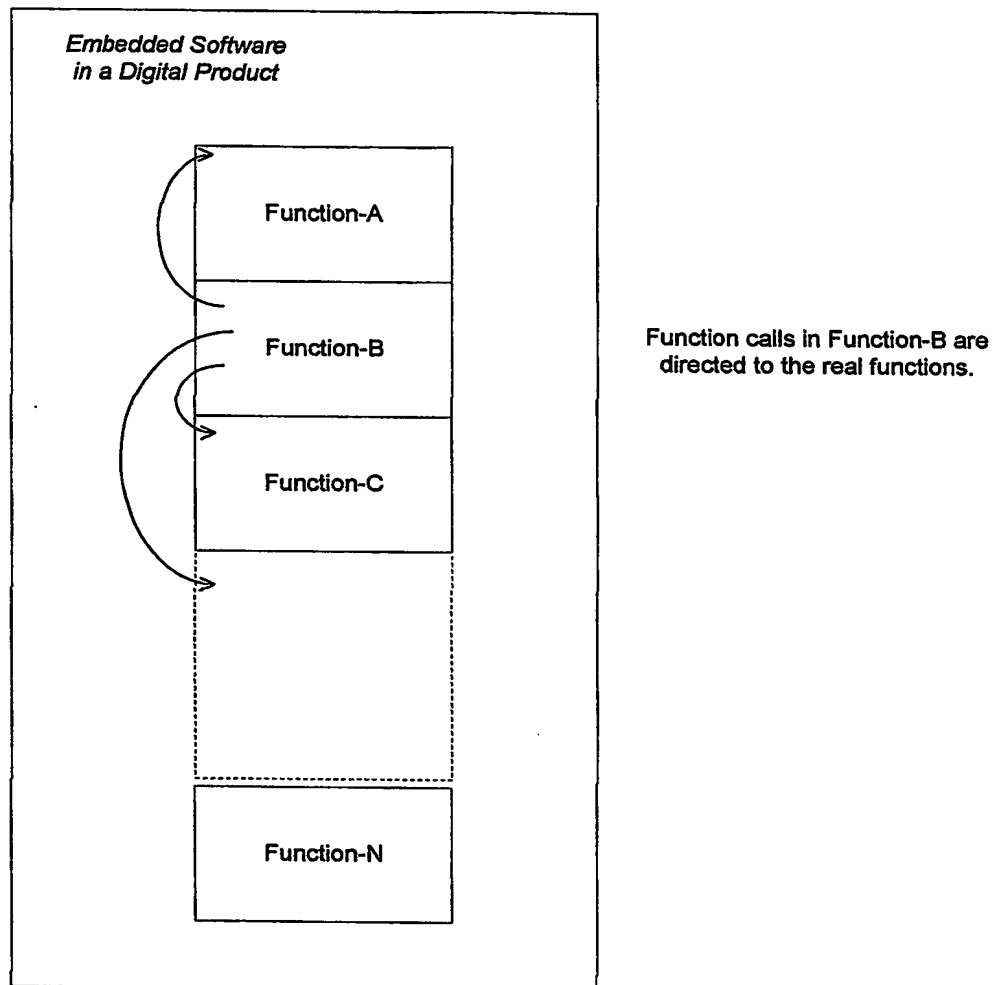 Embedded Software
in a Digital Product
Function-A
Function-B
Function calls in Function-B are
directed to the real functions.
Function-C
Function-N